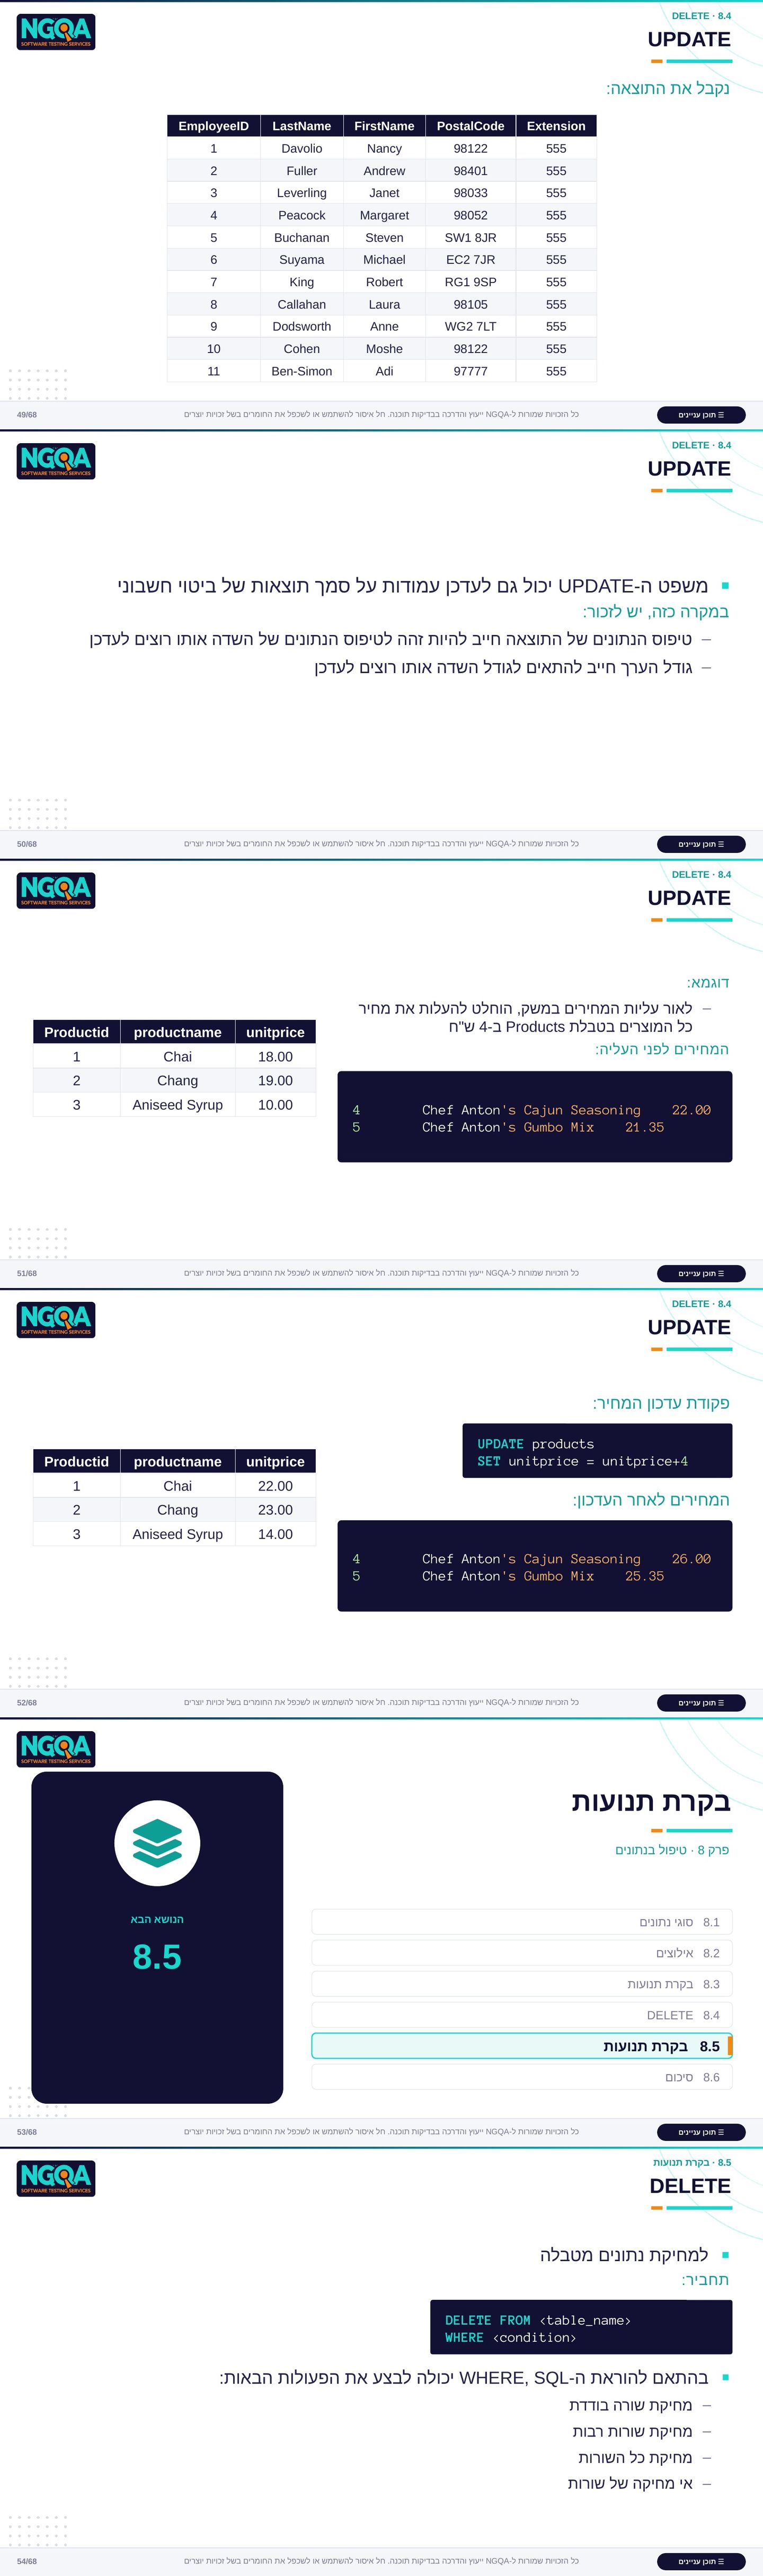 NGQA
SOFTWARE TESTING SERVICES
8.4 · DELETE
UPDATE
נקבל את התוצאה:
EmployeeID LastName FirstName PostalCode Extension
1 Davolio Nancy 98122 555
2 Fuller Andrew 98401 555
3 Leverling Janet 98033 555
4 Peacock Margaret 98052 555
5 Buchanan Steven SW1 8JR 555
6 Suyama Michael EC2 7JR 555
7 King Robert RG1 9SP 555
8 Callahan Laura 98105 555
9 Dodsworth Anne WG2 7LT 555
10 Cohen Moshe 98122 555
11 Ben-Simon Adi 97777 555
☰ תוכן עניינים
כל הזכויות שמורות ל-NGQA ייעוץ והדרכה בבדיקות תוכנה. חל איסור להשתמש או לשכפל את החומרים בשל זכויות יוצרים
49/68
NGQA
SOFTWARE TESTING SERVICES
8.4 · DELETE
UPDATE
משפט ה-UPDATE יכול גם לעדכן עמודות על סמך תוצאות של ביטוי חשבוני
במקרה כזה, יש לזכור:
– טיפוס הנתונים של התוצאה חייב להיות זהה לטיפוס הנתונים של השדה אותו רוצים לעדכן
– גודל הערך חייב להתאים לגודל השדה אותו רוצים לעדכן
☰ תוכן עניינים
כל הזכויות שמורות ל-NGQA ייעוץ והדרכה בבדיקות תוכנה. חל איסור להשתמש או לשכפל את החומרים בשל זכויות יוצרים
50/68
NGQA
SOFTWARE TESTING SERVICES
8.4 · DELETE
UPDATE
דוגמא:
– לאור עליות המחירים במשק, הוחלט להעלות את מחיר
כל המוצרים בטבלת Products ב-4 ש"ח
המחירים לפני העליה:
4 Chef Anton's Cajun Seasoning 22.00
5 Chef Anton's Gumbo Mix 21.35
Productid productname unitprice
1 Chai 18.00
2 Chang 19.00
3 Aniseed Syrup 10.00
☰ תוכן עניינים
כל הזכויות שמורות ל-NGQA ייעוץ והדרכה בבדיקות תוכנה. חל איסור להשתמש או לשכפל את החומרים בשל זכויות יוצרים
51/68
NGQA
SOFTWARE TESTING SERVICES
8.4 · DELETE
UPDATE
פקודת עדכון המחיר:
UPDATE products
SET unitprice = unitprice+4
המחירים לאחר העדכון:
4 Chef Anton's Cajun Seasoning 26.00
5 Chef Anton's Gumbo Mix 25.35
Productid productname unitprice
1 Chai 22.00
2 Chang 23.00
3 Aniseed Syrup 14.00
☰ תוכן עניינים
כל הזכויות שמורות ל-NGQA ייעוץ והדרכה בבדיקות תוכנה. חל איסור להשתמש או לשכפל את החומרים בשל זכויות יוצרים
52/68
NGQA
SOFTWARE TESTING SERVICES
בקרת תנועות
פרק 8 · טיפול בנתונים
8.1 סוגי נתונים
8.2 אילוצים
8.3 בקרת תנועות
8.4 DELETE
8.5 בקרת תנועות
8.6 סיכום
הנושא הבא
8.5
☰ תוכן עניינים
כל הזכויות שמורות ל-NGQA ייעוץ והדרכה בבדיקות תוכנה. חל איסור להשתמש או לשכפל את החומרים בשל זכויות יוצרים
53/68
NGQA
SOFTWARE TESTING SERVICES
8.5 · בקרת תנועות
DELETE
למחיקת נתונים מטבלה
תחביר:
DELETE FROM <table_name>
WHERE <condition>
בהתאם להוראת ה-WHERE, SQL יכולה לבצע את הפעולות הבאות:
– מחיקת שורה בודדת
– מחיקת שורות רבות
– מחיקת כל השורות
– אי מחיקה של שורות
☰ תוכן עניינים
כל הזכויות שמורות ל-NGQA ייעוץ והדרכה בבדיקות תוכנה. חל איסור להשתמש או לשכפל את החומרים בשל זכויות יוצרים
54/68